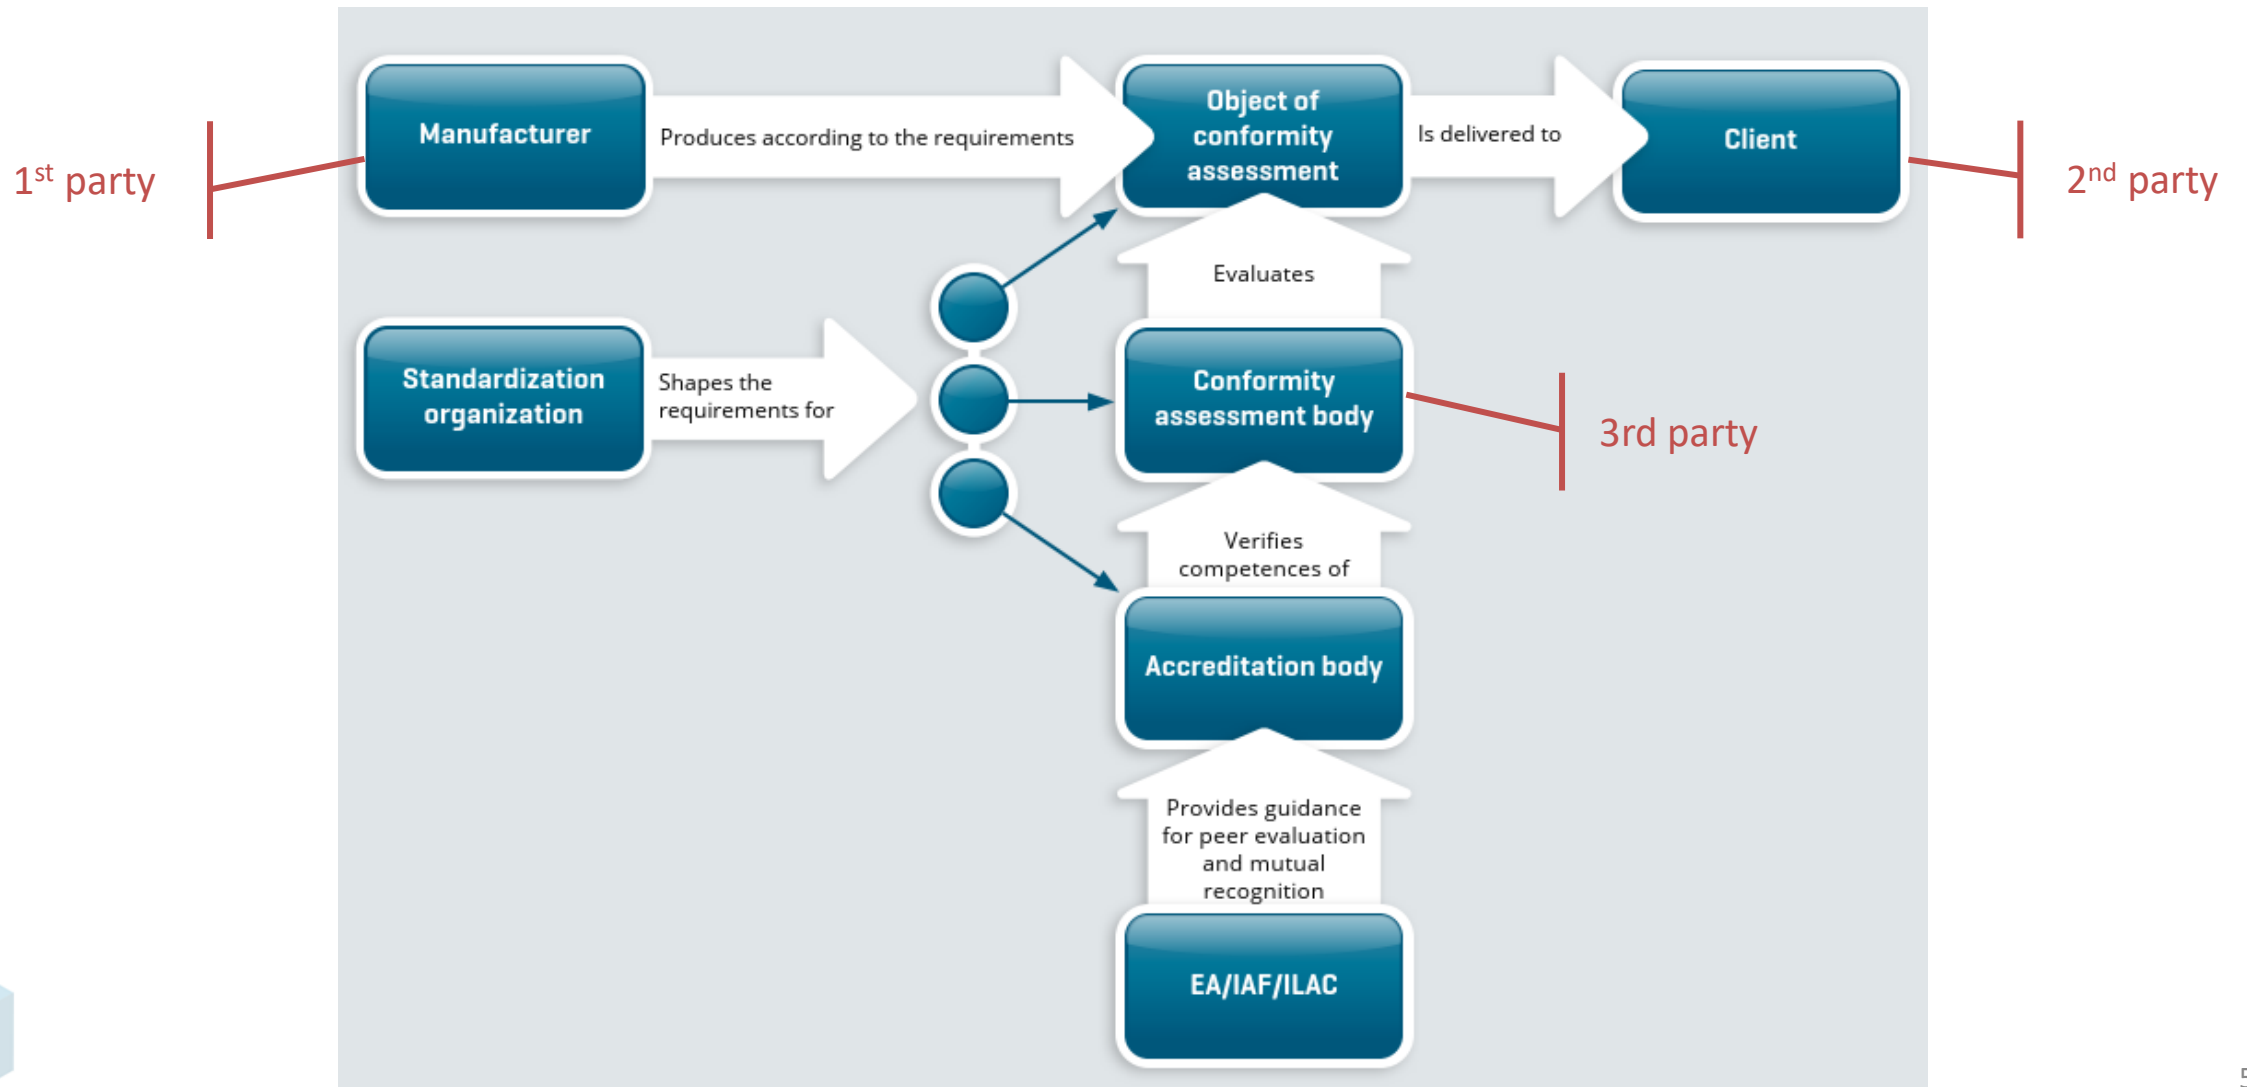 Manufacturer
Produces according to the requirements
Object of
conformity
assessment
Is delivered to
Client
1st party
2nd party
Evaluates
Standardization
organization
Shapes the
requirements for
Conformity
assessment body
3rd party
Verifies
competences of
Accreditation body
Provides guidance
for peer evaluation
and mutual
recognition
EA/IAF/ILAC